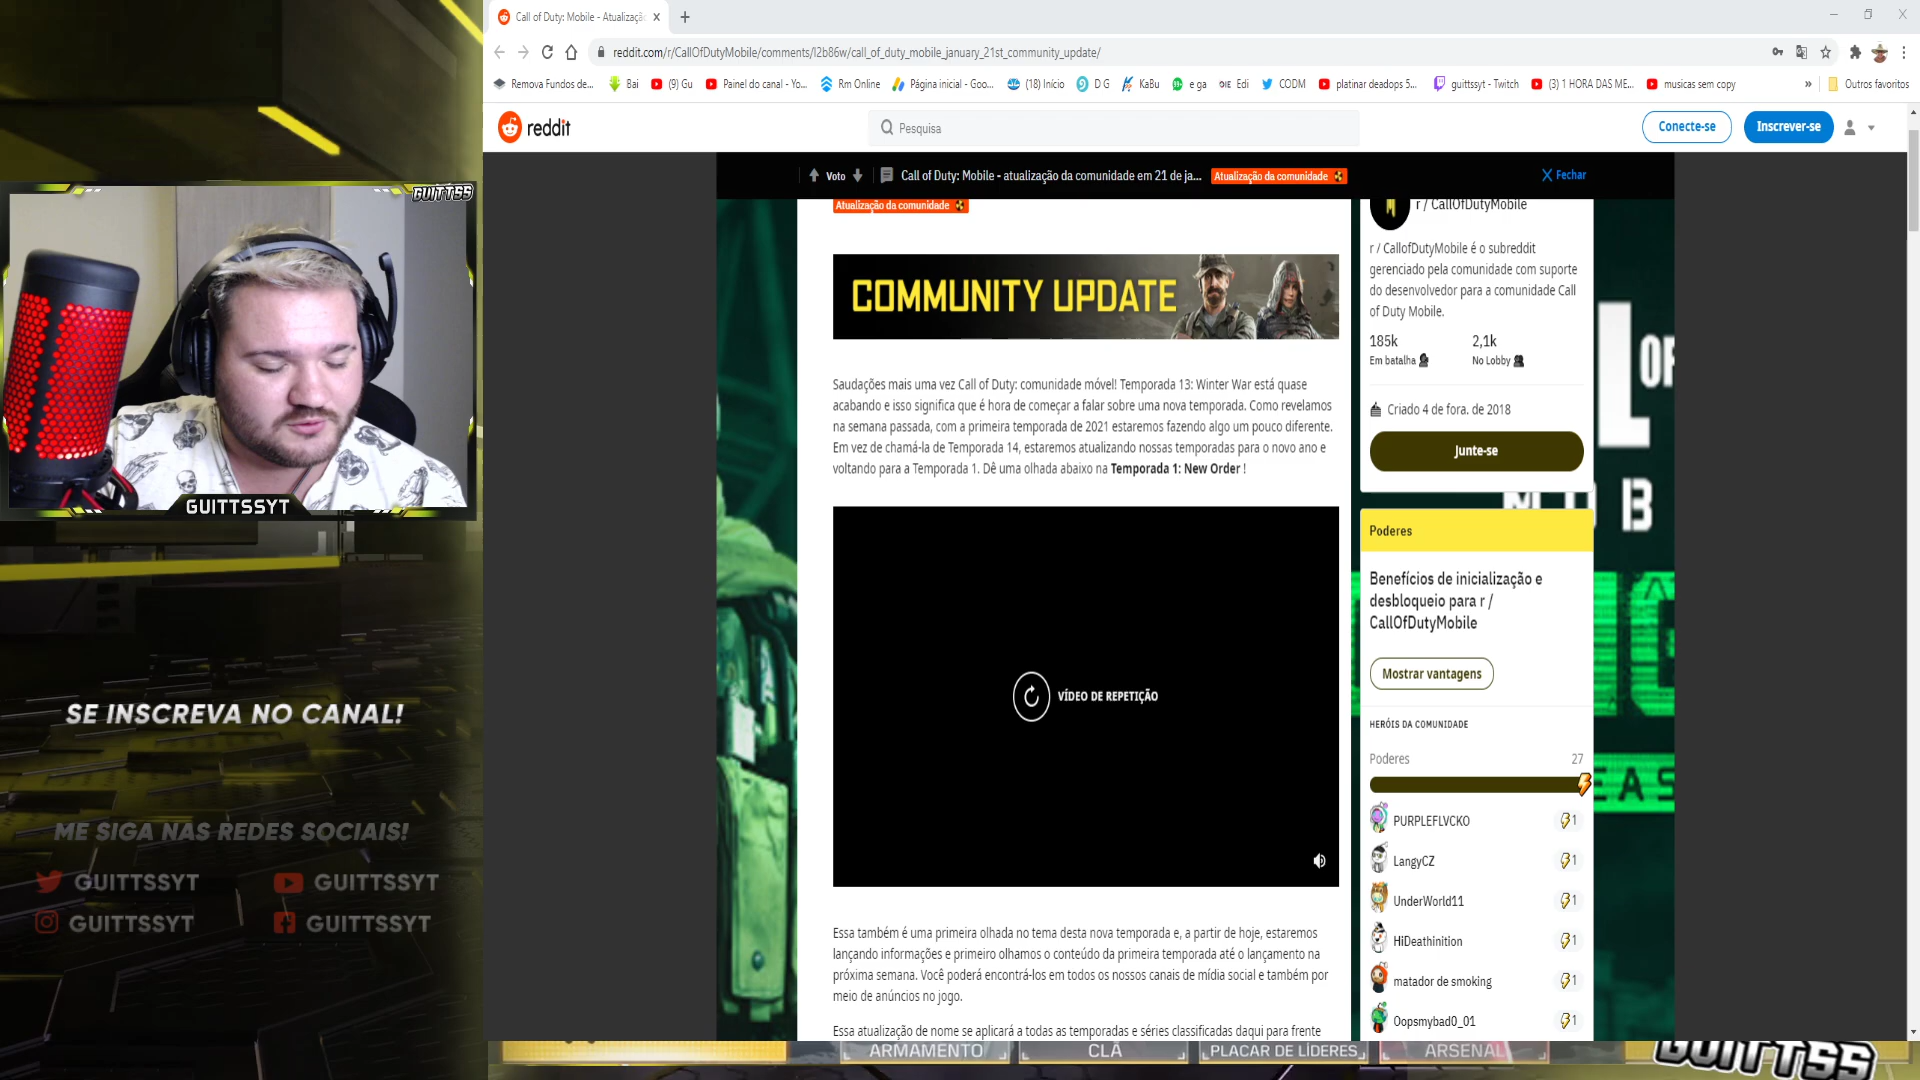 Call of Duty: Mobile - Atualizaçã
reddit.com/r/CallOfDutyMobile/comments/l2b86w/call_of_duty_mobile_january_21st_community_update/
Remova Fundos de... Bai (9) Gu Painel do canal - Yo... Rm Online Página inicial - Goo... (18) Início D G KaBu e ga Edi CODM platinar deadops 5... guittssyt - Twitch (3) 1 HORA DAS ME... musicas sem copy » Outros favoritos
reddit
Pesquisa
Conecte-se
Inscrever-se
Voto
Call of Duty: Mobile - atualização da comunidade em 21 de ja...
Atualização da comunidade
Fechar
Atualização da comunidade
COMMUNITY UPDATE
Saudações mais uma vez Call of Duty: comunidade móvel! Temporada 13: Winter War está quase
acabando e isso significa que é hora de começar a falar sobre uma nova temporada. Como revelamos
na semana passada, com a primeira temporada de 2021 estaremos fazendo algo um pouco diferente.
Em vez de chamá-la de Temporada 14, estaremos atualizando nossas temporadas para o novo ano e
voltando para a Temporada 1. Dê uma olhada abaixo na Temporada 1: New Order !
VÍDEO DE REPETIÇÃO
Essa também é uma primeira olhada no tema desta nova temporada e, a partir de hoje, estaremos
lançando informações e primeiro olhamos o conteúdo da primeira temporada até o lançamento na
próxima semana. Você poderá encontrá-los em todos os nossos canais de mídia social e também por
meio de anúncios no jogo.
Essa atualização de nome se aplicará a todas as temporadas e séries classificadas daqui para frente
r / CallOfDutyMobile
r / CallofDutyMobile é o subreddit
gerenciado pela comunidade com suporte
do desenvolvedor para a comunidade Call
of Duty Mobile.
185k 2,1k
Em batalha No Lobby
Criado 4 de fora. de 2018
Junte-se
Poderes
Benefícios de inicialização e
desbloqueio para r /
CallOfDutyMobile
Mostrar vantagens
HERÓIS DA COMUNIDADE
Poderes 27
PURPLEFLVCKO 1
LangyCZ 1
UnderWorld11 1
HiDeathinition 1
matador de smoking 1
Oopsmybad0_01 1
GUITTSS
GUITTSSYT
SE INSCREVA NO CANAL!
ME SIGA NAS REDES SOCIAIS!
GUITTSSYT GUITTSSYT
GUITTSSYT GUITTSSYT
ARMAMENTO CLÃ PLACAR DE LÍDERES ARSENAL
GUITTSS